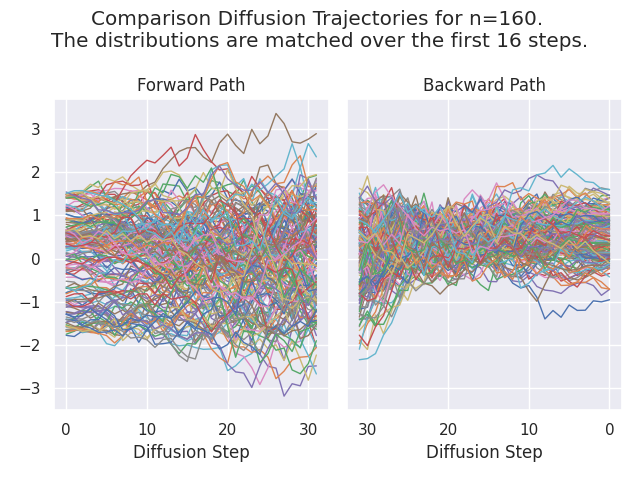 Comparison Diffusion Trajectories for n=160.
The distributions are matched over the first 16 steps.
Forward Path
Backward Path
3
2
1
0
−1
−2
−3
0 10 20 30
30 20 10 0
Diffusion Step
Diffusion Step